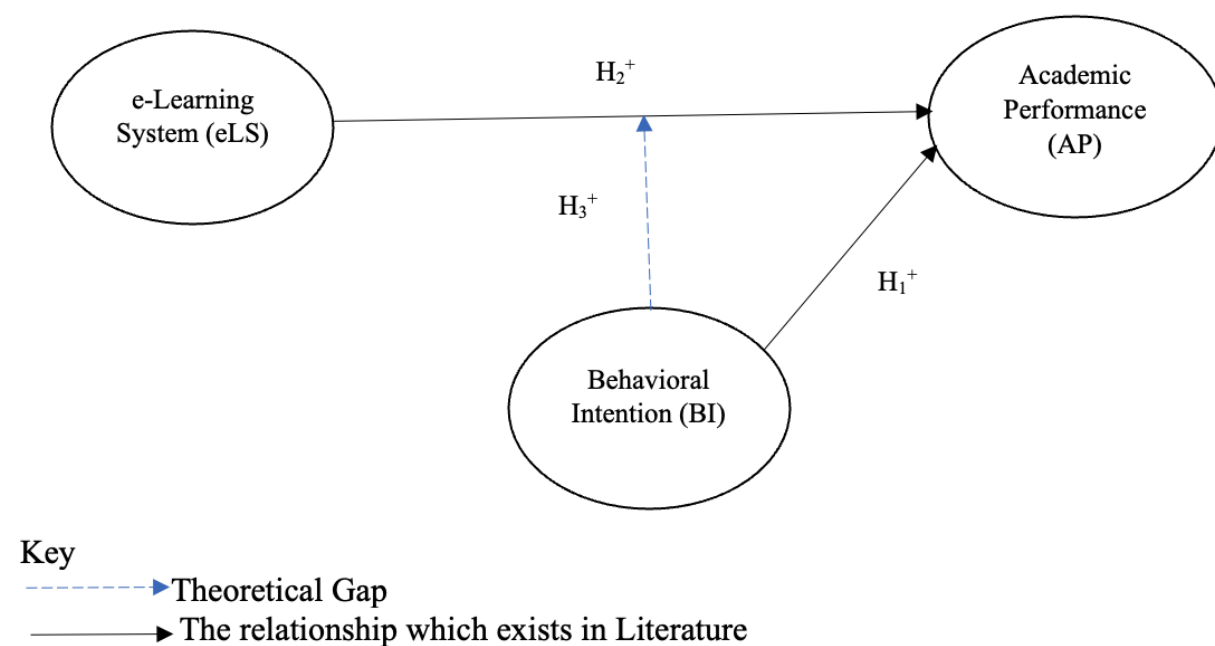 e-Learning
System (eLS)
H₂⁺
Academic
Performance
(AP)
H₃⁺
H₁⁺
Behavioral
Intention (BI)
Key
Theoretical Gap
The relationship which exists in Literature